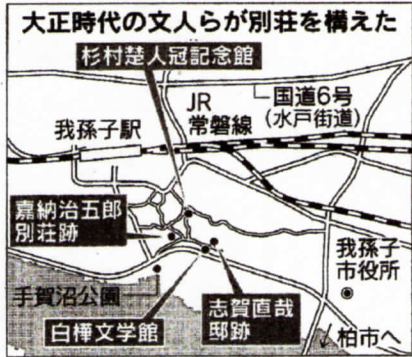 大正時代の文人らが別荘を構えた
杉村楚人冠記念館
JR
常磐線
国道6号
(水戸街道)
我孫子駅
嘉納治五郎
別荘跡
我孫子
市役所
手賀沼公園
志賀直哉
邸跡
白樺文学館
柏市へ